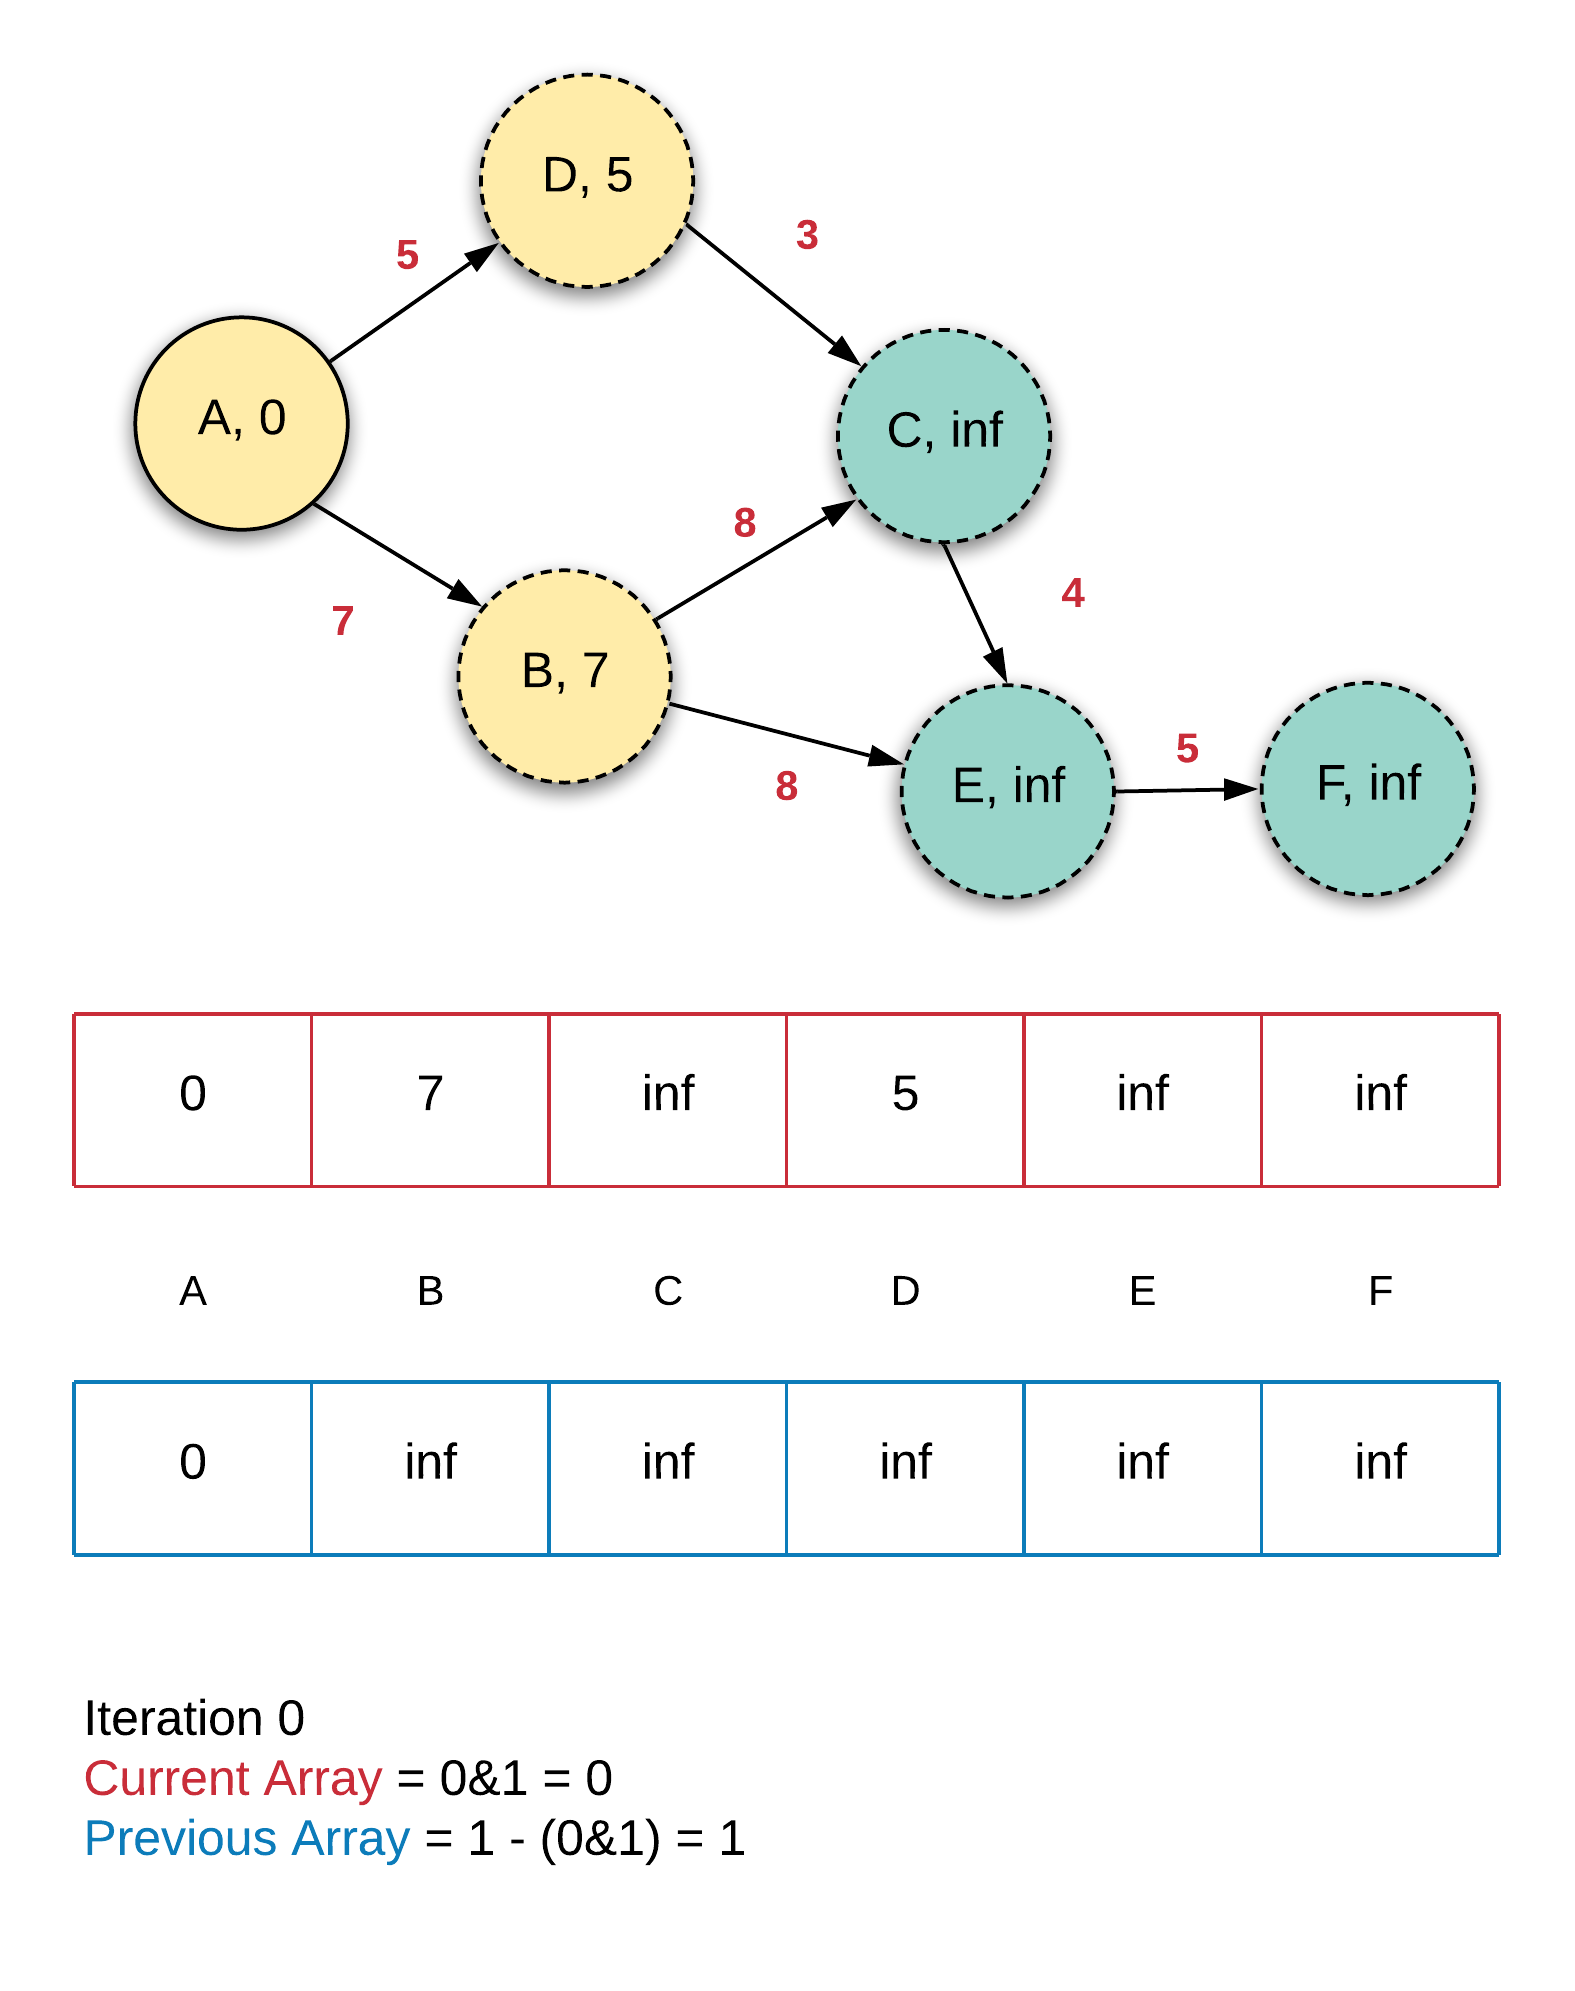 D, 5
3
5
A, 0
C, inf
8
4
7
B, 7
5
E, inf
F, inf
8
0 7 inf 5 inf inf
A B C D E F
0 inf inf inf inf inf
Iteration 0
Current Array = 0&1 = 0
Previous Array = 1 - (0&1) = 1